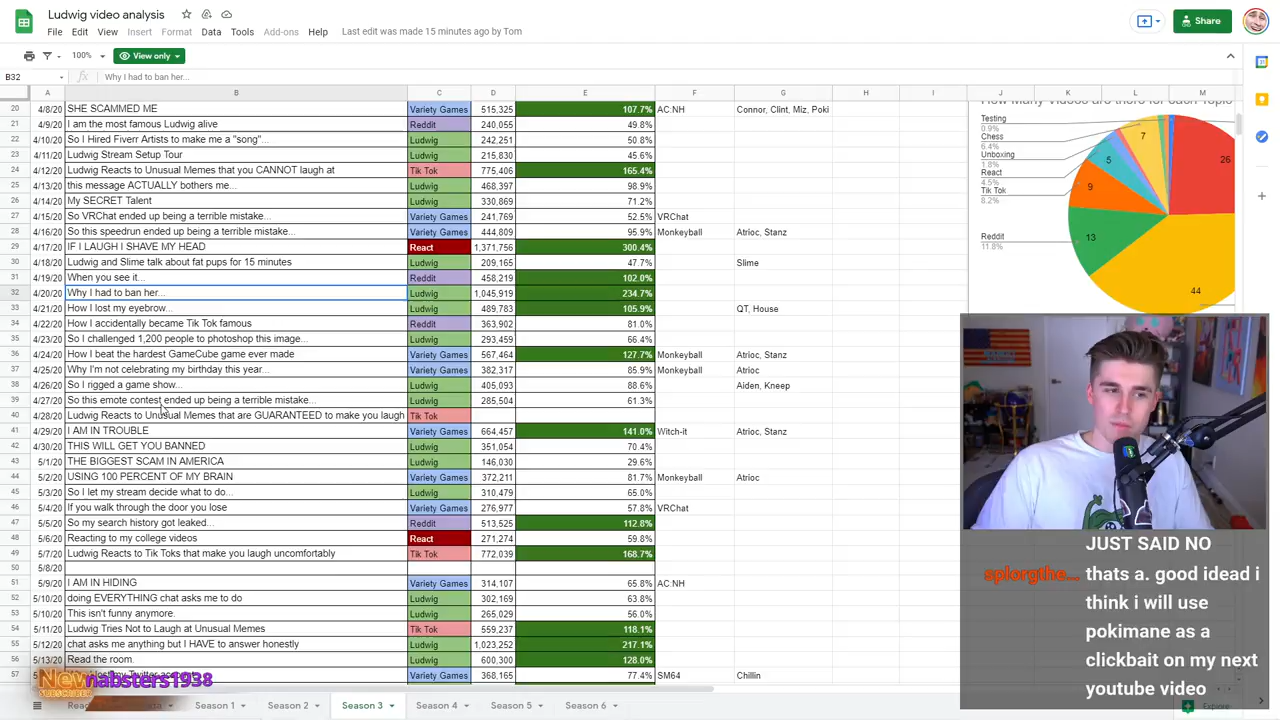 Ludwig video analysis
File Edit View Insert Format Data Tools Add-ons Help Last edit was made 15 minutes ago by Tom
Share
100% View only
B32 fx Why I had to ban her...
A B C D E F G H I J K L M
20 4/8/20 SHE SCAMMED ME Variety Games 515,325 107.7% AC:NH Connor, Clint, Miz, Poki
21 4/9/20 I am the most famous Ludwig alive Reddit 240,055 49.8%
22 4/10/20 So I Hired Fiverr Artists to make me a "song"... Ludwig 242,251 50.8%
23 4/11/20 Ludwig Stream Setup Tour Ludwig 215,830 45.6%
24 4/12/20 Ludwig Reacts to Unusual Memes that you CANNOT laugh at Tik Tok 775,406 165.4%
25 4/13/20 this message ACTUALLY bothers me... Ludwig 468,397 98.9%
26 4/14/20 My SECRET Talent Ludwig 330,869 71.2%
27 4/15/20 So VRChat ended up being a terrible mistake... Variety Games 241,769 52.5% VRChat
28 4/16/20 So this speedrun ended up being a terrible mistake... Variety Games 444,809 95.9% Monkeyball Atrioc, Stanz
29 4/17/20 IF I LAUGH I SHAVE MY HEAD React 1,371,756 300.4%
30 4/18/20 Ludwig and Slime talk about fat pups for 15 minutes Ludwig 209,165 47.7% Slime
31 4/19/20 When you see it... Reddit 458,219 102.0%
32 4/20/20 Why I had to ban her... Ludwig 1,045,919 234.7%
33 4/21/20 How I lost my eyebrow... Ludwig 489,783 105.9% QT, House
34 4/22/20 How I accidentally became Tik Tok famous Reddit 363,902 81.0%
35 4/23/20 So I challenged 1,200 people to photoshop this image... Ludwig 293,459 66.4%
36 4/24/20 How I beat the hardest GameCube game ever made Variety Games 567,464 127.7% Monkeyball Atrioc, Stanz
37 4/25/20 Why I'm not celebrating my birthday this year... Variety Games 382,317 85.9% Monkeyball Atrioc
38 4/26/20 So I rigged a game show... Ludwig 405,093 88.6% Aiden, Kneep
39 4/27/20 So this emote contest ended up being a terrible mistake... Ludwig 285,504 61.3%
40 4/28/20 Ludwig Reacts to Unusual Memes that are GUARANTEED to make you laugh Tik Tok
41 4/29/20 I AM IN TROUBLE Variety Games 664,457 141.0% Witch-it Atrioc, Stanz
42 4/30/20 THIS WILL GET YOU BANNED Ludwig 351,054 70.4%
43 5/1/20 THE BIGGEST SCAM IN AMERICA Ludwig 146,030 29.6%
44 5/2/20 USING 100 PERCENT OF MY BRAIN Variety Games 372,211 81.7% Monkeyball Atrioc
45 5/3/20 So I let my stream decide what to do... Ludwig 310,479 65.0%
46 5/4/20 If you walk through the door you lose Variety Games 276,977 57.8% VRChat
47 5/5/20 So my search history got leaked... Reddit 513,525 112.8%
48 5/6/20 Reacting to my college videos React 271,274 59.8%
49 5/7/20 Ludwig Reacts to Tik Toks that make you laugh uncomfortably Tik Tok 772,039 168.7%
50 5/8/20
51 5/9/20 I AM IN HIDING Variety Games 314,107 65.8% AC:NH
52 5/10/20 doing EVERYTHING chat asks me to do Ludwig 302,169 63.8%
53 5/10/20 This isn't funny anymore. Ludwig 265,029 56.0%
54 5/11/20 Ludwig Tries Not to Laugh at Unusual Memes Tik Tok 559,237 118.1%
55 5/12/20 chat asks me anything but I HAVE to answer honestly Ludwig 1,023,252 217.1%
56 5/13/20 Read the room. Ludwig 600,300 128.0%
57 Variety Games 368,165 77.4% SM64 Chillin
How Many Videos are there for each Topic
Testing
0.9%
Chess
6.4%
Unboxing
1.8%
React
4.5%
Tik Tok
8.2%
Reddit
11.8%
7
26
5
9
13
44
JUST SAID NO
splorgthe... thats a. good idead i
think i will use
pokimane as a
clickbait on my next
youtube video
nabsters1938
SUBSCRIBER
Season 1 Season 2 Season 3 Season 4 Season 5 Season 6
Explore